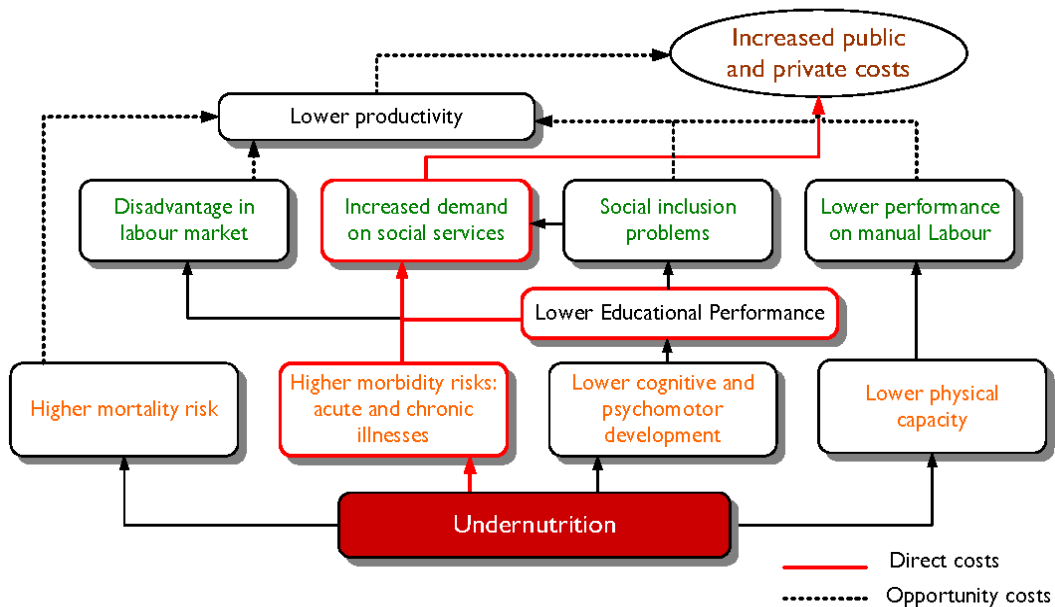 Increased public
and private costs
Lower productivity
Disadvantage in
labour market
Increased demand
on social services
Social inclusion
problems
Lower performance
on manual Labour
Lower Educational Performance
Higher mortality risk
Higher morbidity risks:
acute and chronic
illnesses
Lower cognitive and
psychomotor
development
Lower physical
capacity
Undernutrition
Direct costs
Opportunity costs